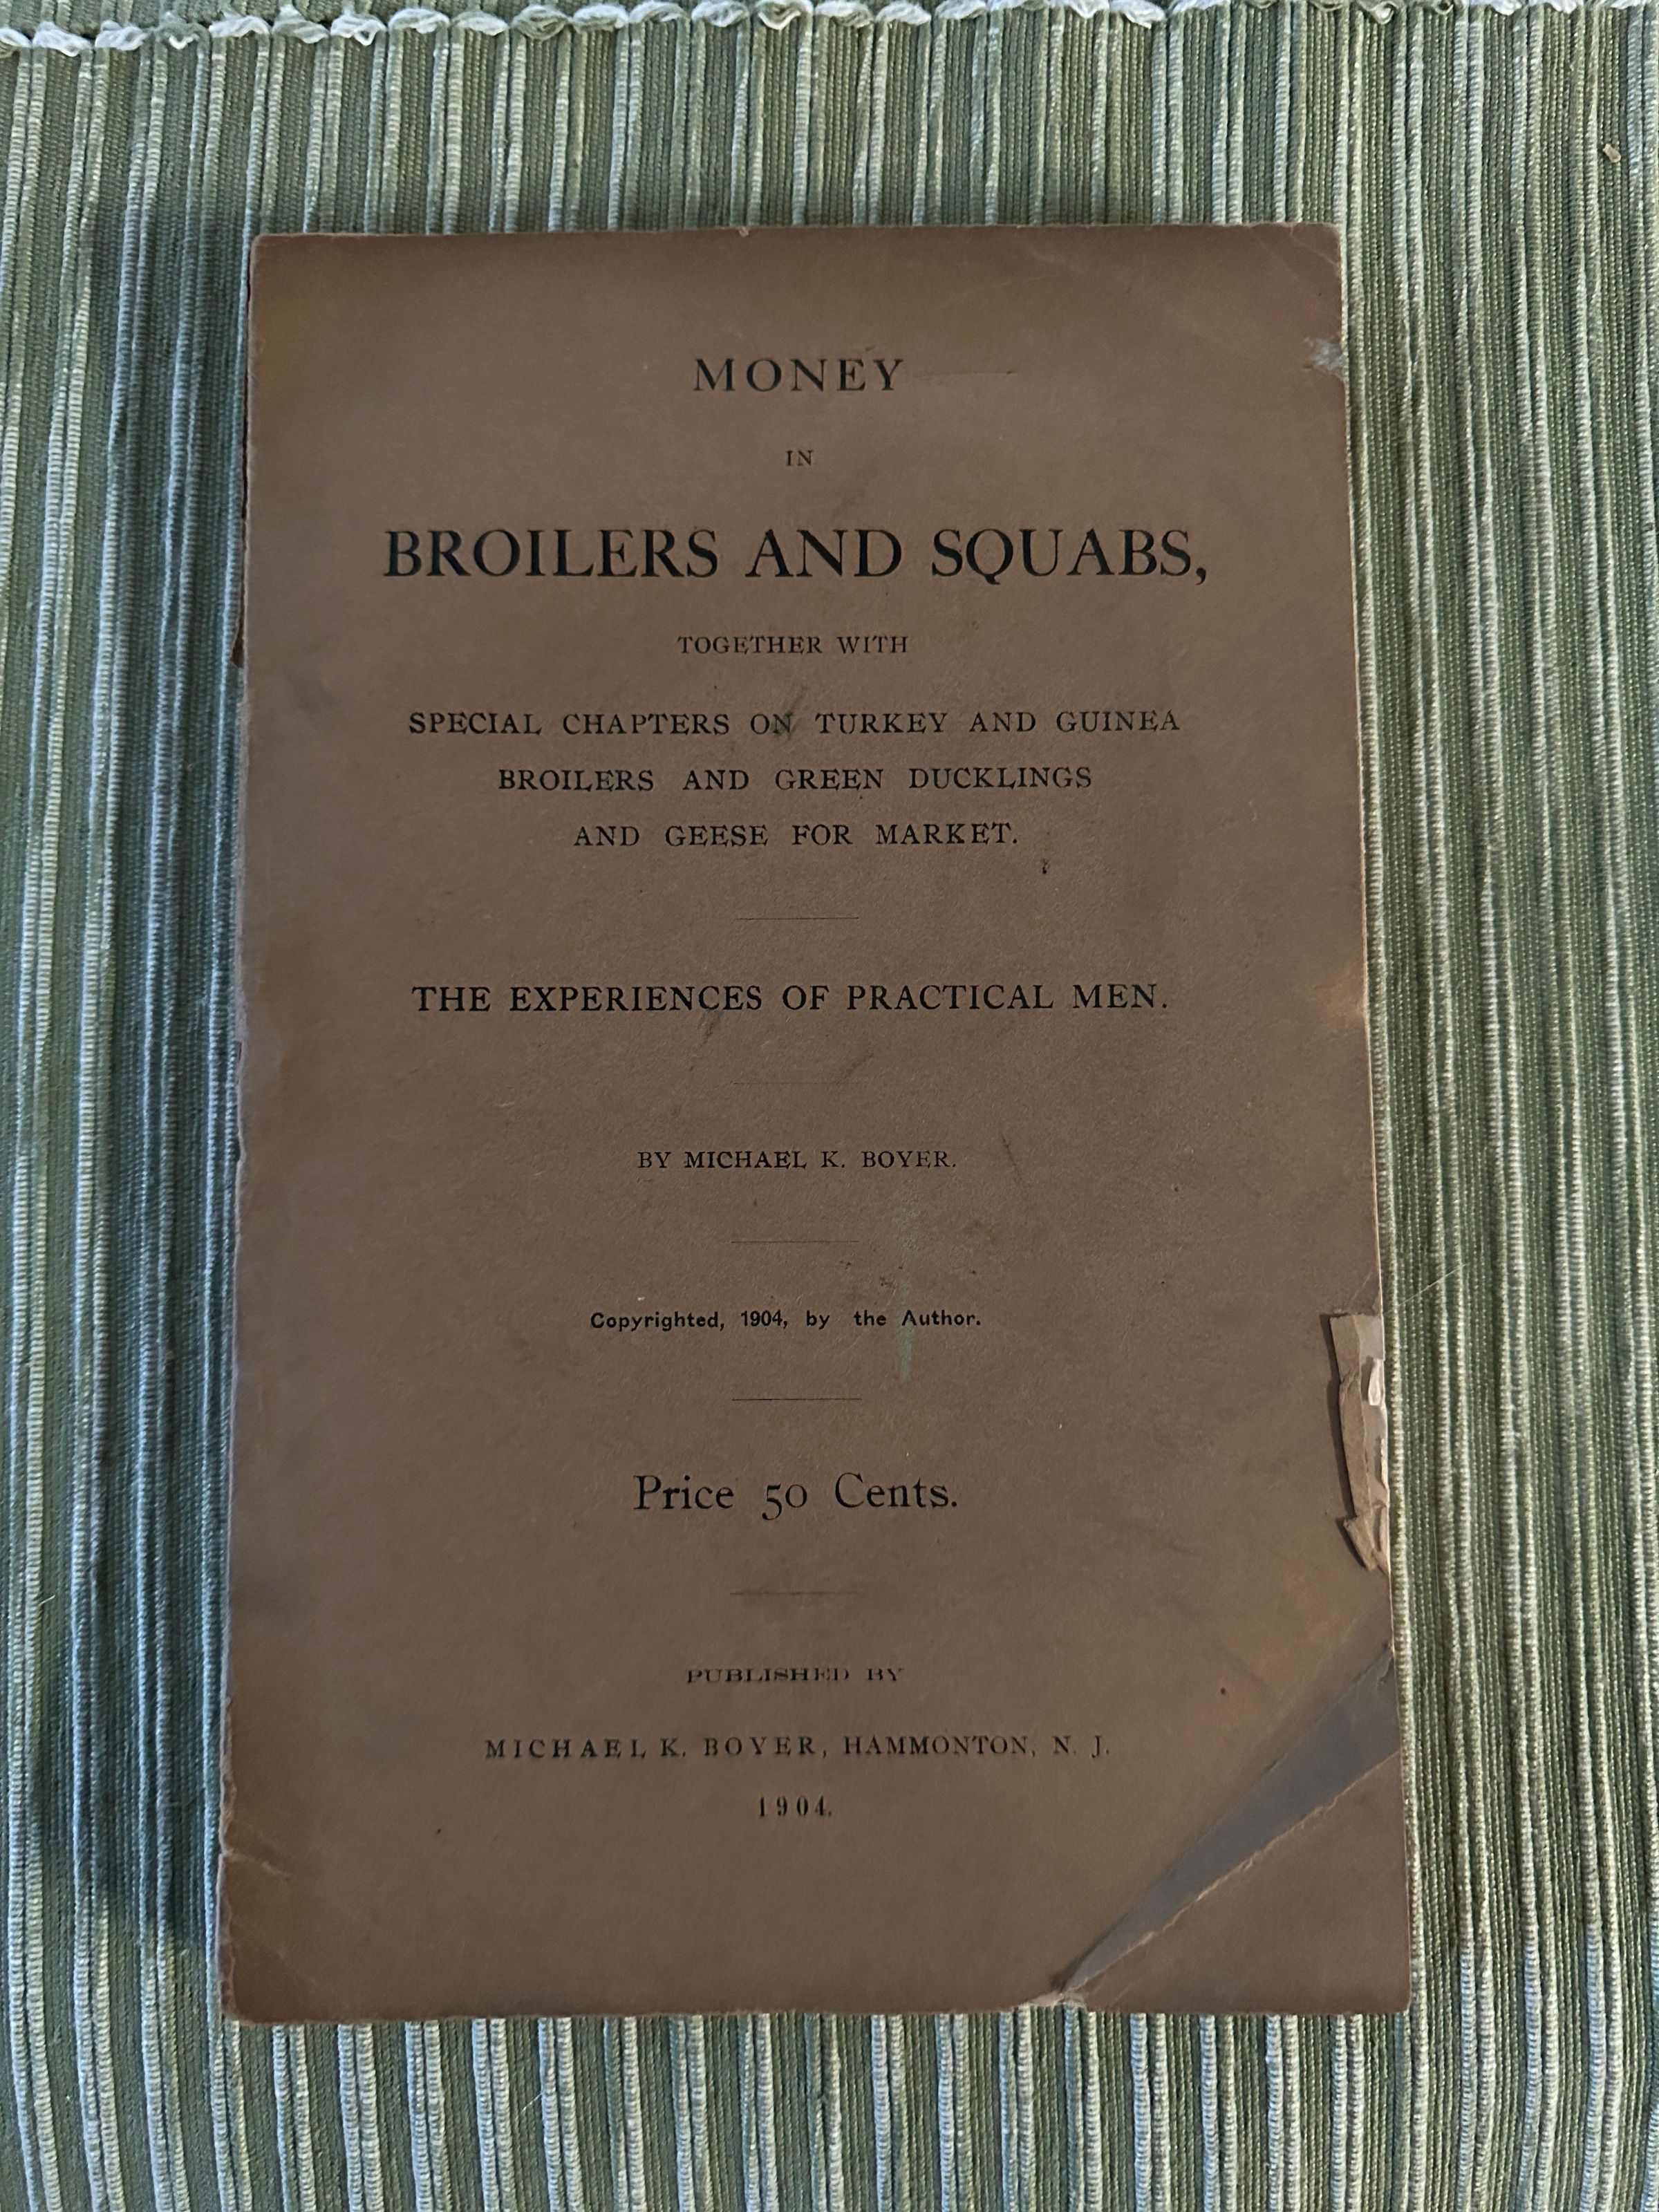 MONEY
IN
BROILERS AND SQUABS,
TOGETHER WITH
SPECIAL CHAPTERS ON TURKEY AND GUINEA
BROILERS AND GREEN DUCKLINGS
AND GEESE FOR MARKET.
THE EXPERIENCES OF PRACTICAL MEN.
BY MICHAEL K. BOYER.
Copyrighted, 1904, by the Author.
Price 50 Cents.
PUBLISHED BY
MICHAEL K. BOYER, HAMMONTON, N. J.
1904.